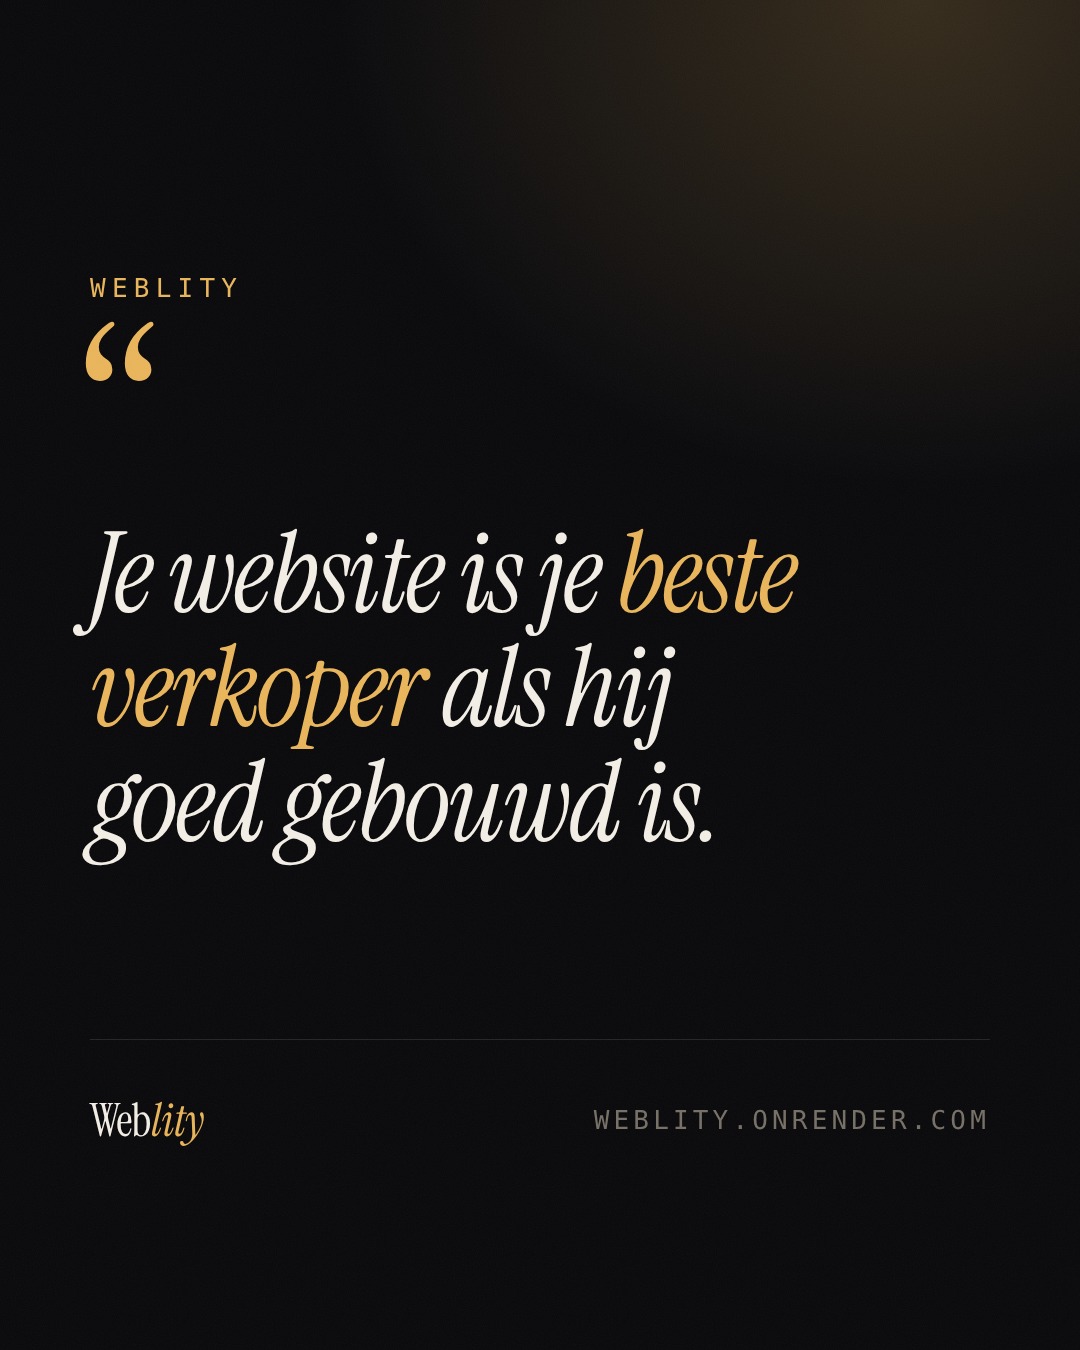 WEBLITY
“
Je website is je beste
verkoper als hij
goed gebouwd is.
Weblity
WEBLITY.ONRENDER.COM